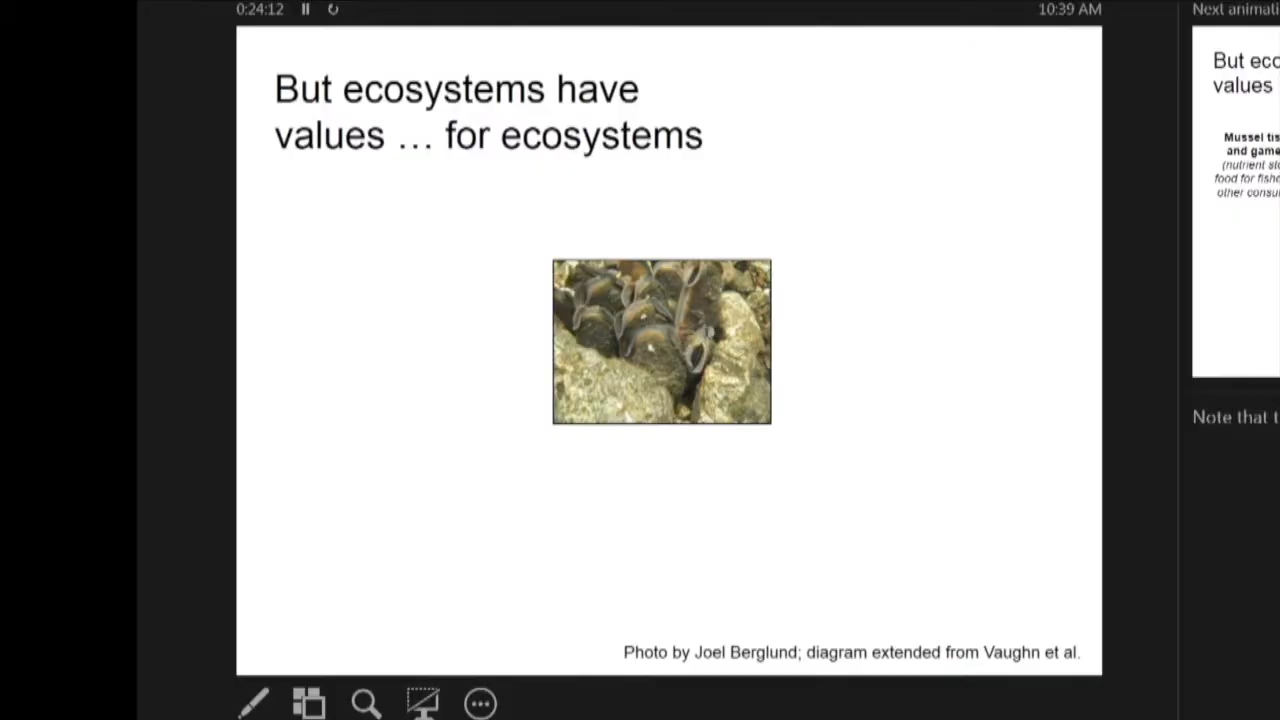 0:24:12
10:39 AM
Next animati
But ecosystems have
values … for ecosystems
Photo by Joel Berglund; diagram extended from Vaughn et al.
But eco
values
Mussel tis
and game
(nutrient sto
food for fishe
other consu
Note that t